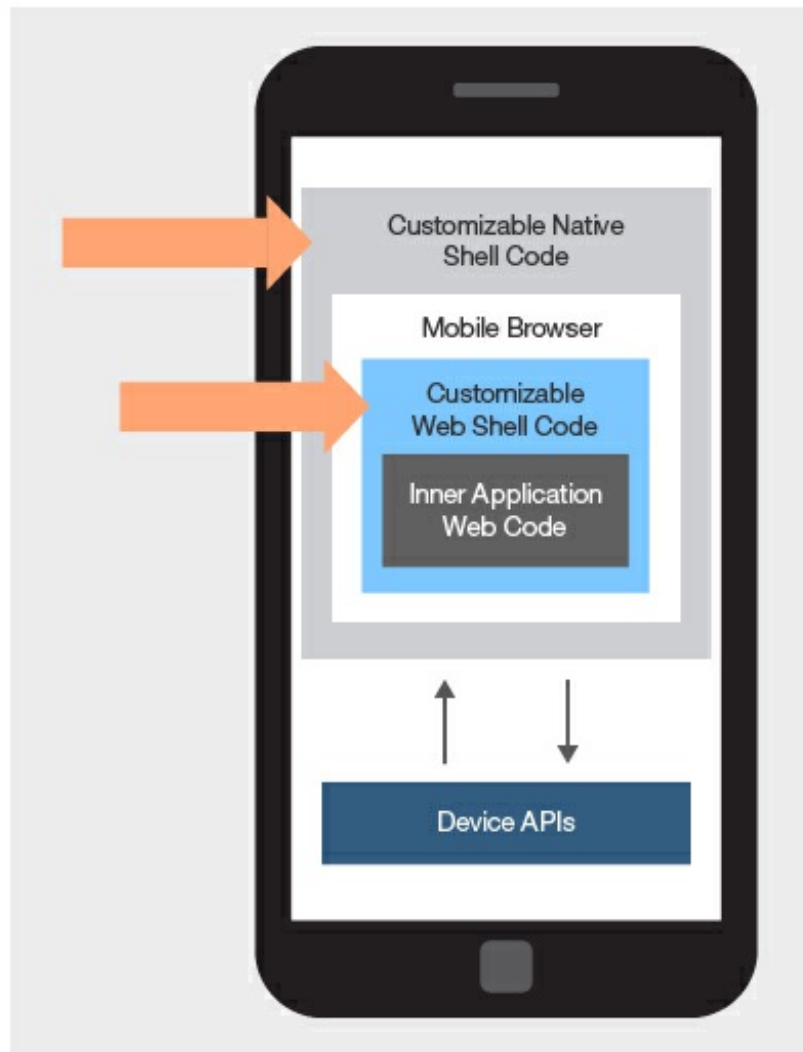 Customizable Native
Shell Code
Mobile Browser
Customizable
Web Shell Code
Inner Application
Web Code
Device APIs